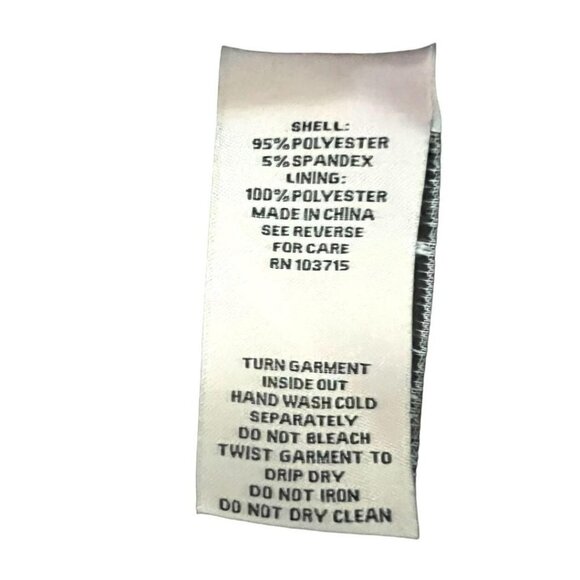 SHELL:
95% POLYESTER
5% SPANDEX
LINING:
100% POLYESTER
MADE IN CHINA
SEE REVERSE
FOR CARE
RN 103715
TURN GARMENT
INSIDE OUT
HAND WASH COLD
SEPARATELY
DO NOT BLEACH
TWIST GARMENT TO
DRIP DRY
DO NOT IRON
DO NOT DRY CLEAN